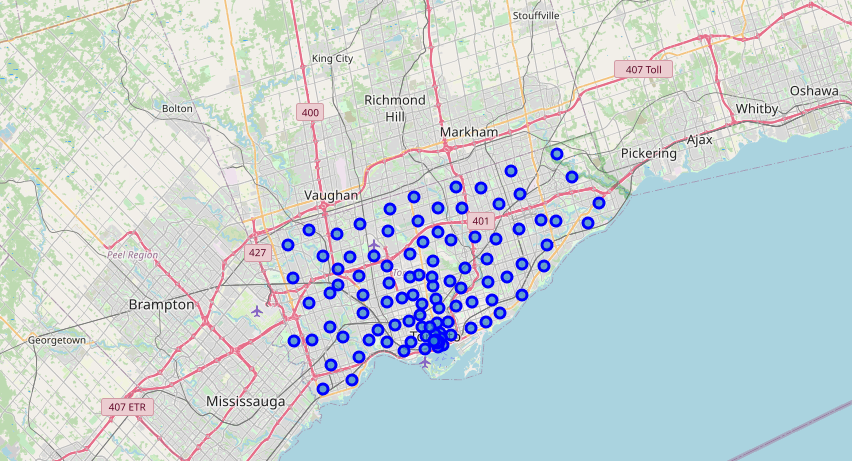 Stouffville
King City
407 Toll
Oshawa
Richmond
Hill
Bolton
400
Whitby
Markham
Ajax
Pickering
Vaughan
401
427
Peel Region
Brampton
Georgetown
Mississauga
407 ETR